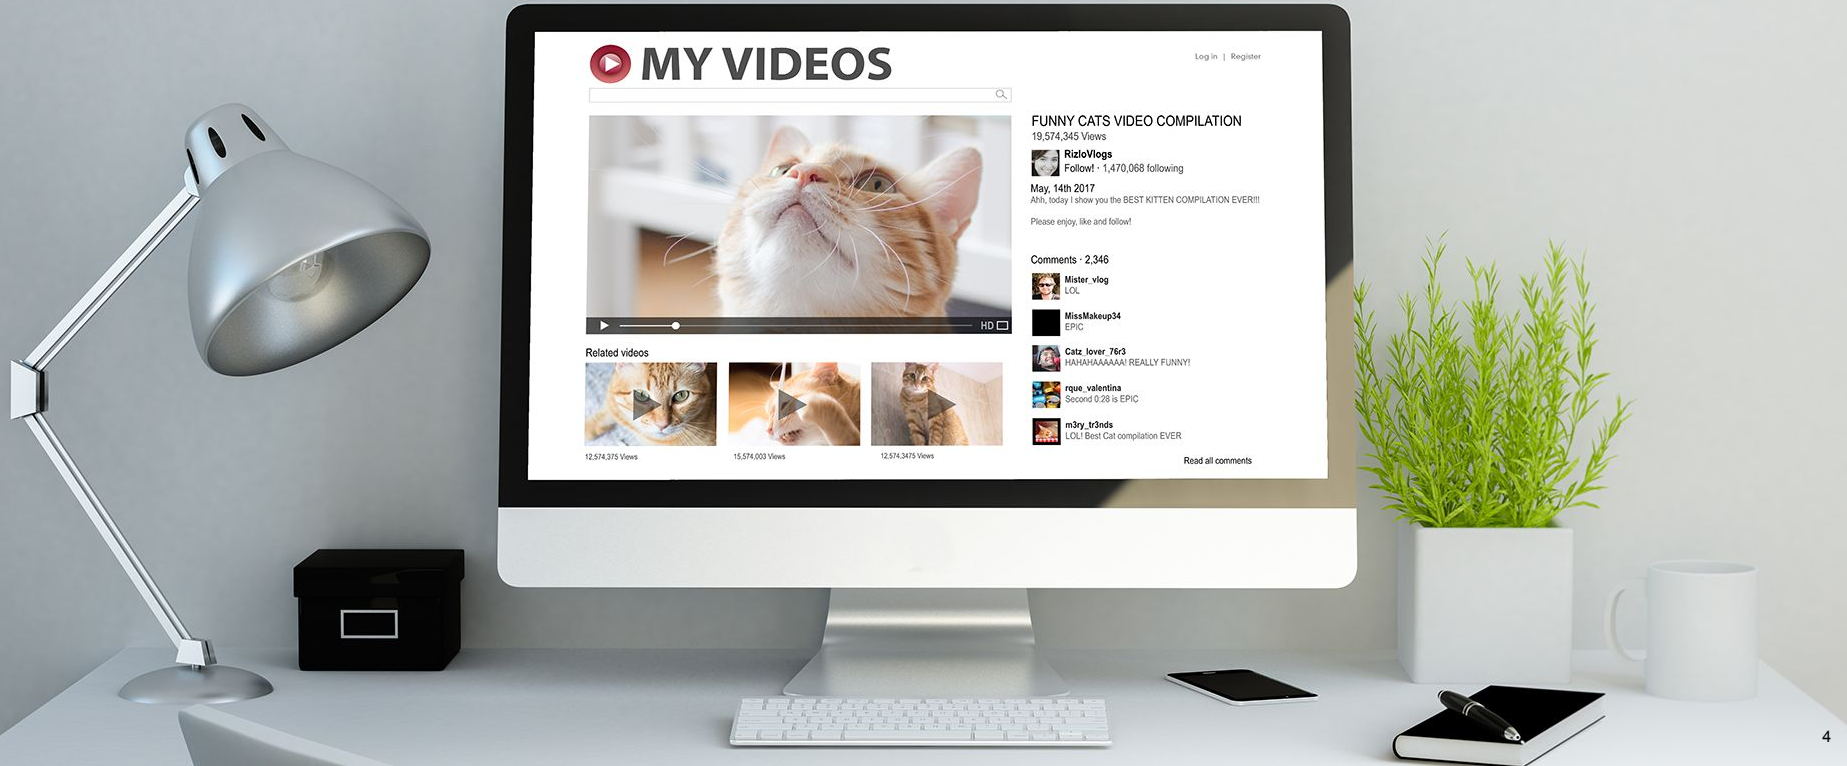 MY VIDEOS
Log in | Register
FUNNY CATS VIDEO COMPILATION
19,574,345 Views
RizloVlogs
Follow! · 1,470,068 following
May, 14th 2017
Ahh, today I show you the BEST KITTEN COMPILATION EVER!!!
Please enjoy, like and follow!
HD
Related videos
12,574,375 Views
15,574,003 Views
12,574,3475 Views
Comments · 2,346
Mister_vlog
LOL
MissMakeup34
EPIC
Catz_lover_76r3
HAHAHAAAAAA! REALLY FUNNY!
rque_valentina
Second 0:28 is EPIC
m3ry_tr3nds
LOL! Best Cat compilation EVER
Read all comments
4